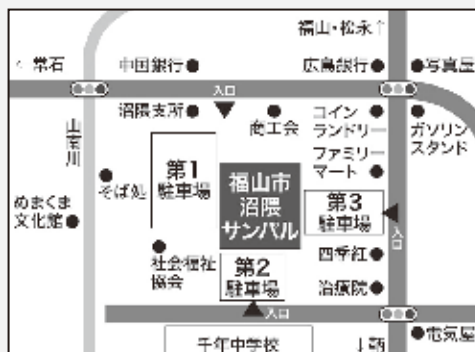 福山・松永↑
← 常石
中国銀行●
広島銀行●
●写真屋
入口
沼隈支所●
商工会
コイン
ランドリー
ガソリン
スタンド
山南川
第1
駐車場
福山市
沼隈
サンパル
ファミリー
マート●
そば処
第3
駐車場
入口
めまくま
文化館●
社会福祉
協会
第2
駐車場
四季紅●
治療院●
入口
千年中学校
↓鞆
●電気屋